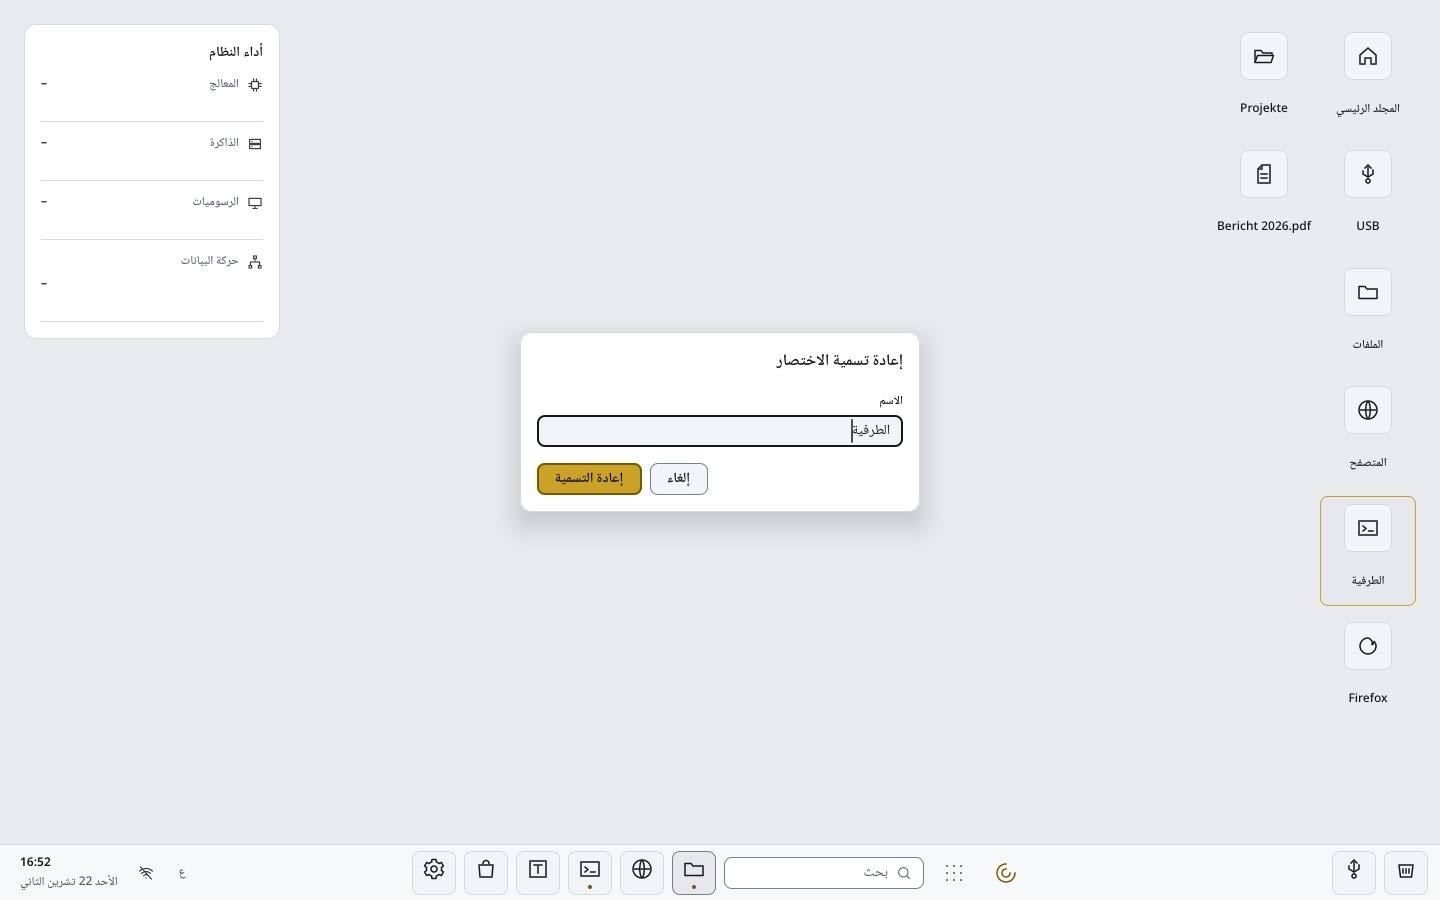 المجلد الرئيسي
Projekte
USB
Bericht 2026.pdf
الملفات
المتصفح
الطرفية
Firefox
أداء النظام
المعالج
–
الذاكرة
–
الرسوميات
–
حركة البيانات
–
إعادة تسمية الاختصار
الاسم
الطرفية
إلغاء
إعادة التسمية
بحث
ع
16:52
الأحد 22 تشرين الثاني